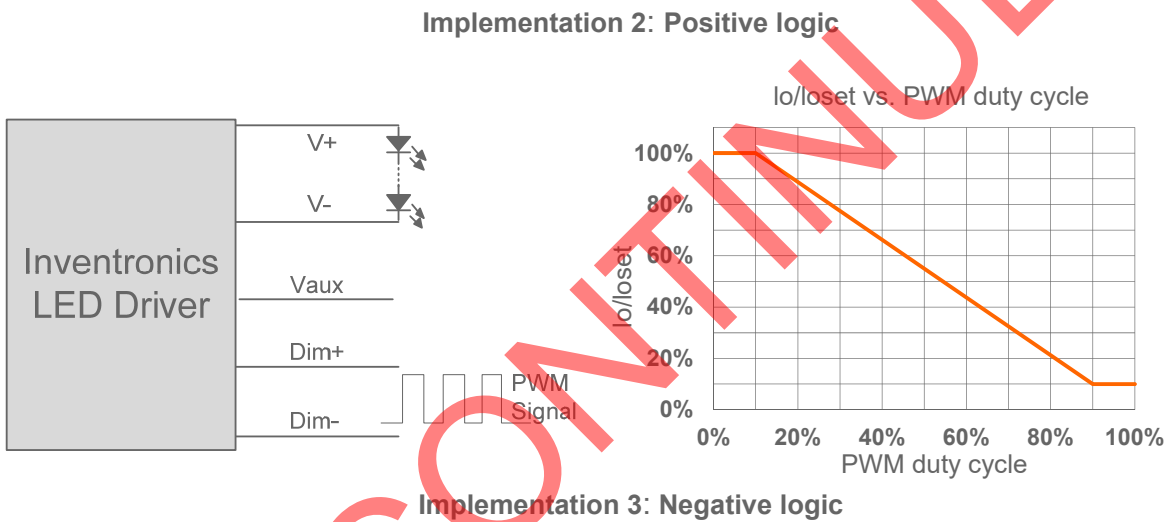 Implementation 2: Positive logic
Inventronics
LED Driver
V+
V-
Vaux
Dim+
Dim-
PWM
Signal
Io/Ioset vs. PWM duty cycle
Io/Ioset
100%
80%
60%
40%
20%
0%
0% 20% 40% 60% 80% 100%
PWM duty cycle
Implementation 3: Negative logic
CONTINUE